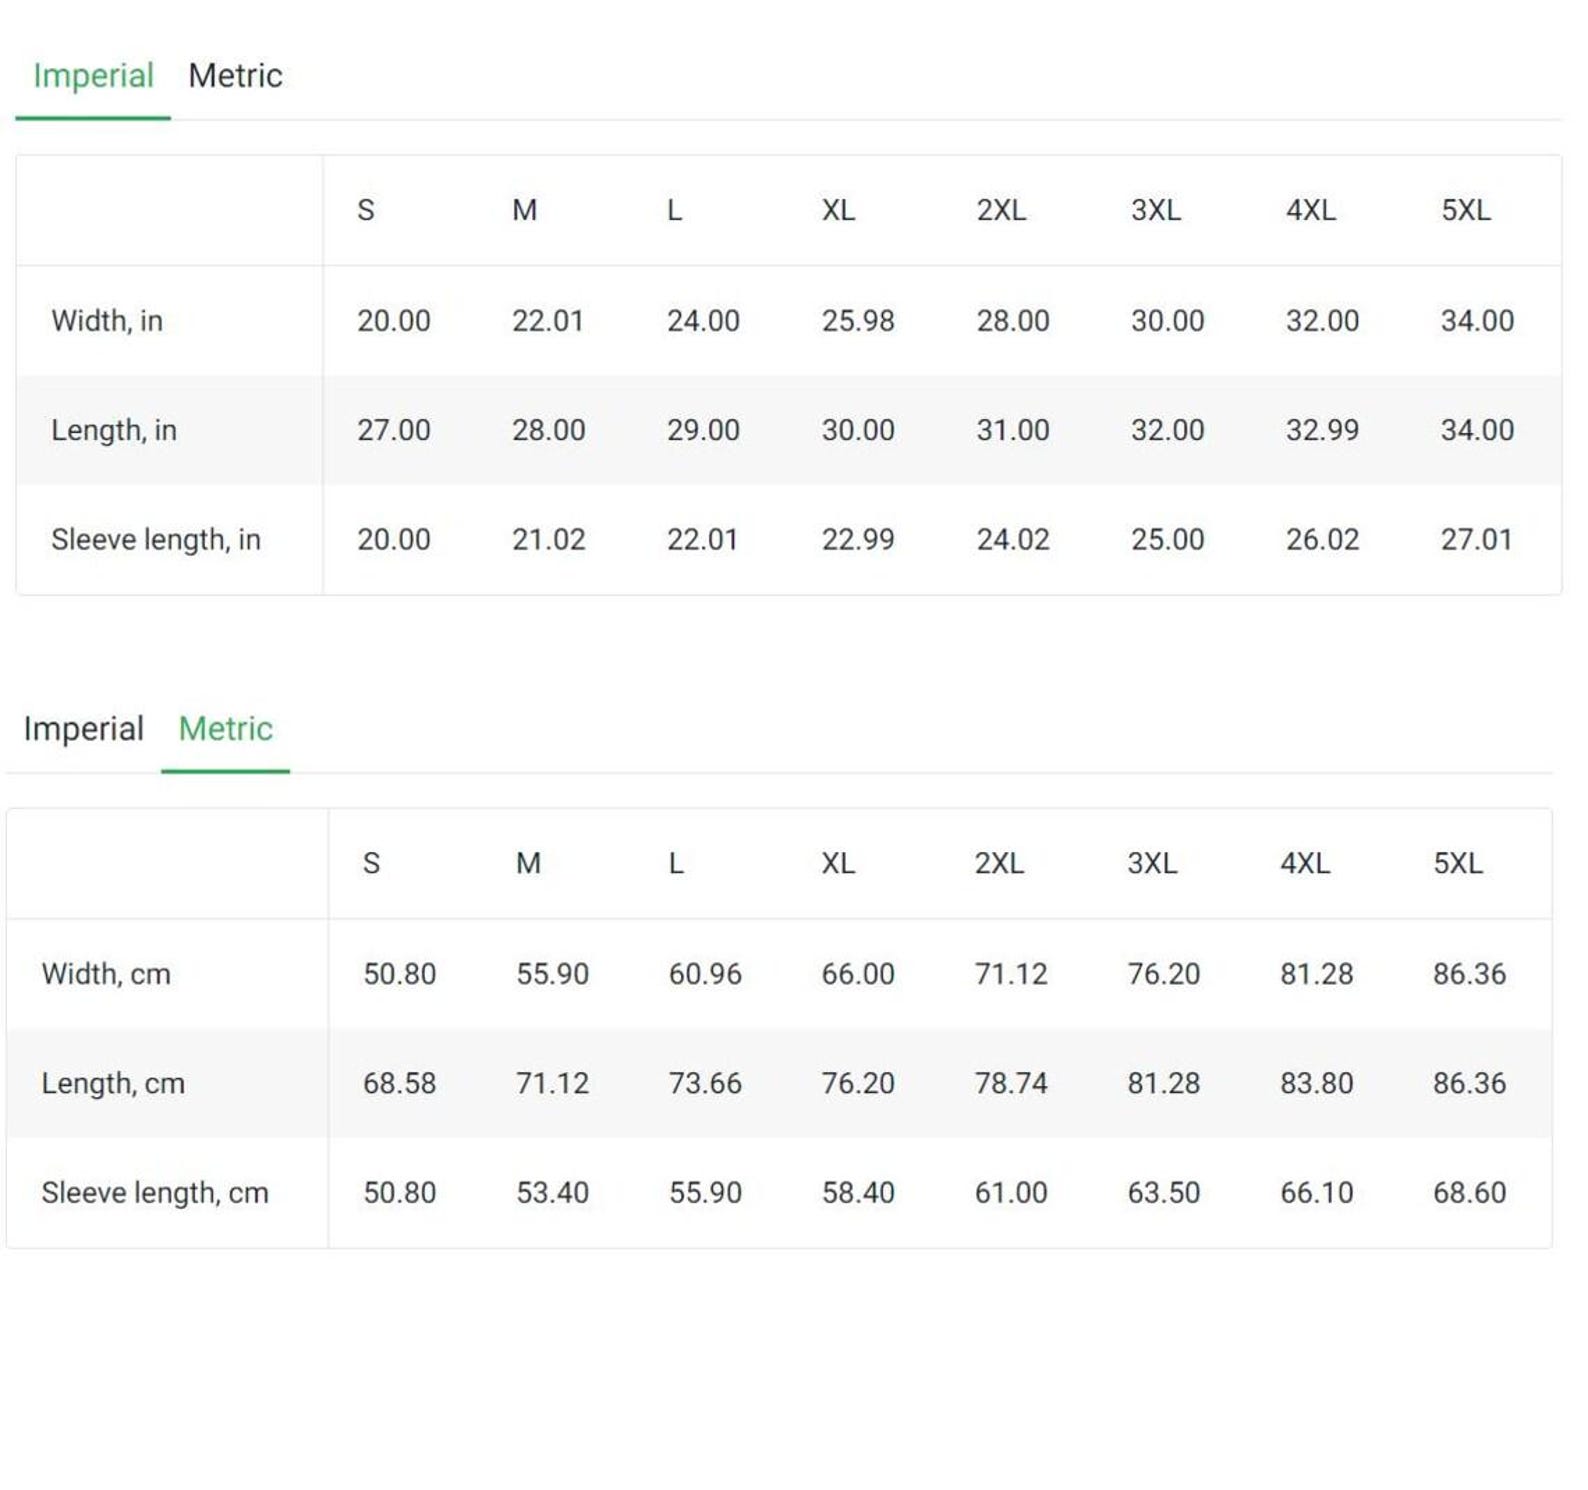 Imperial Metric
S M L XL 2XL 3XL 4XL 5XL
Width, in 20.00 22.01 24.00 25.98 28.00 30.00 32.00 34.00
Length, in 27.00 28.00 29.00 30.00 31.00 32.00 32.99 34.00
Sleeve length, in 20.00 21.02 22.01 22.99 24.02 25.00 26.02 27.01
Imperial Metric
S M L XL 2XL 3XL 4XL 5XL
Width, cm 50.80 55.90 60.96 66.00 71.12 76.20 81.28 86.36
Length, cm 68.58 71.12 73.66 76.20 78.74 81.28 83.80 86.36
Sleeve length, cm 50.80 53.40 55.90 58.40 61.00 63.50 66.10 68.60